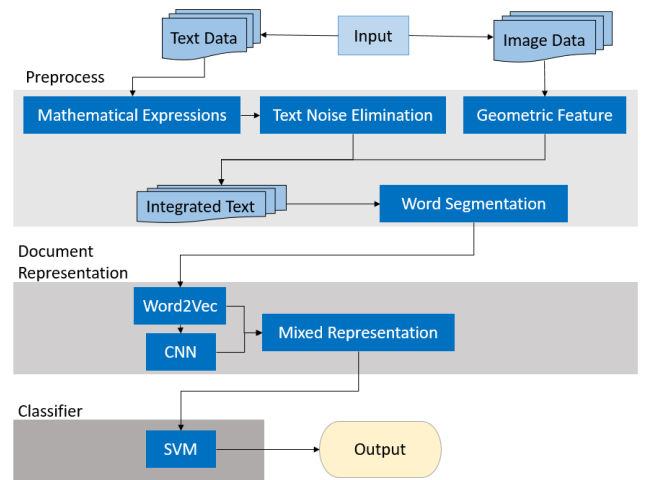 Text Data
Input
Image Data
Preprocess
Mathematical Expressions
Text Noise Elimination
Geometric Feature
Integrated Text
Word Segmentation
Document
Representation
Word2Vec
Mixed Representation
CNN
Classifier
SVM
Output